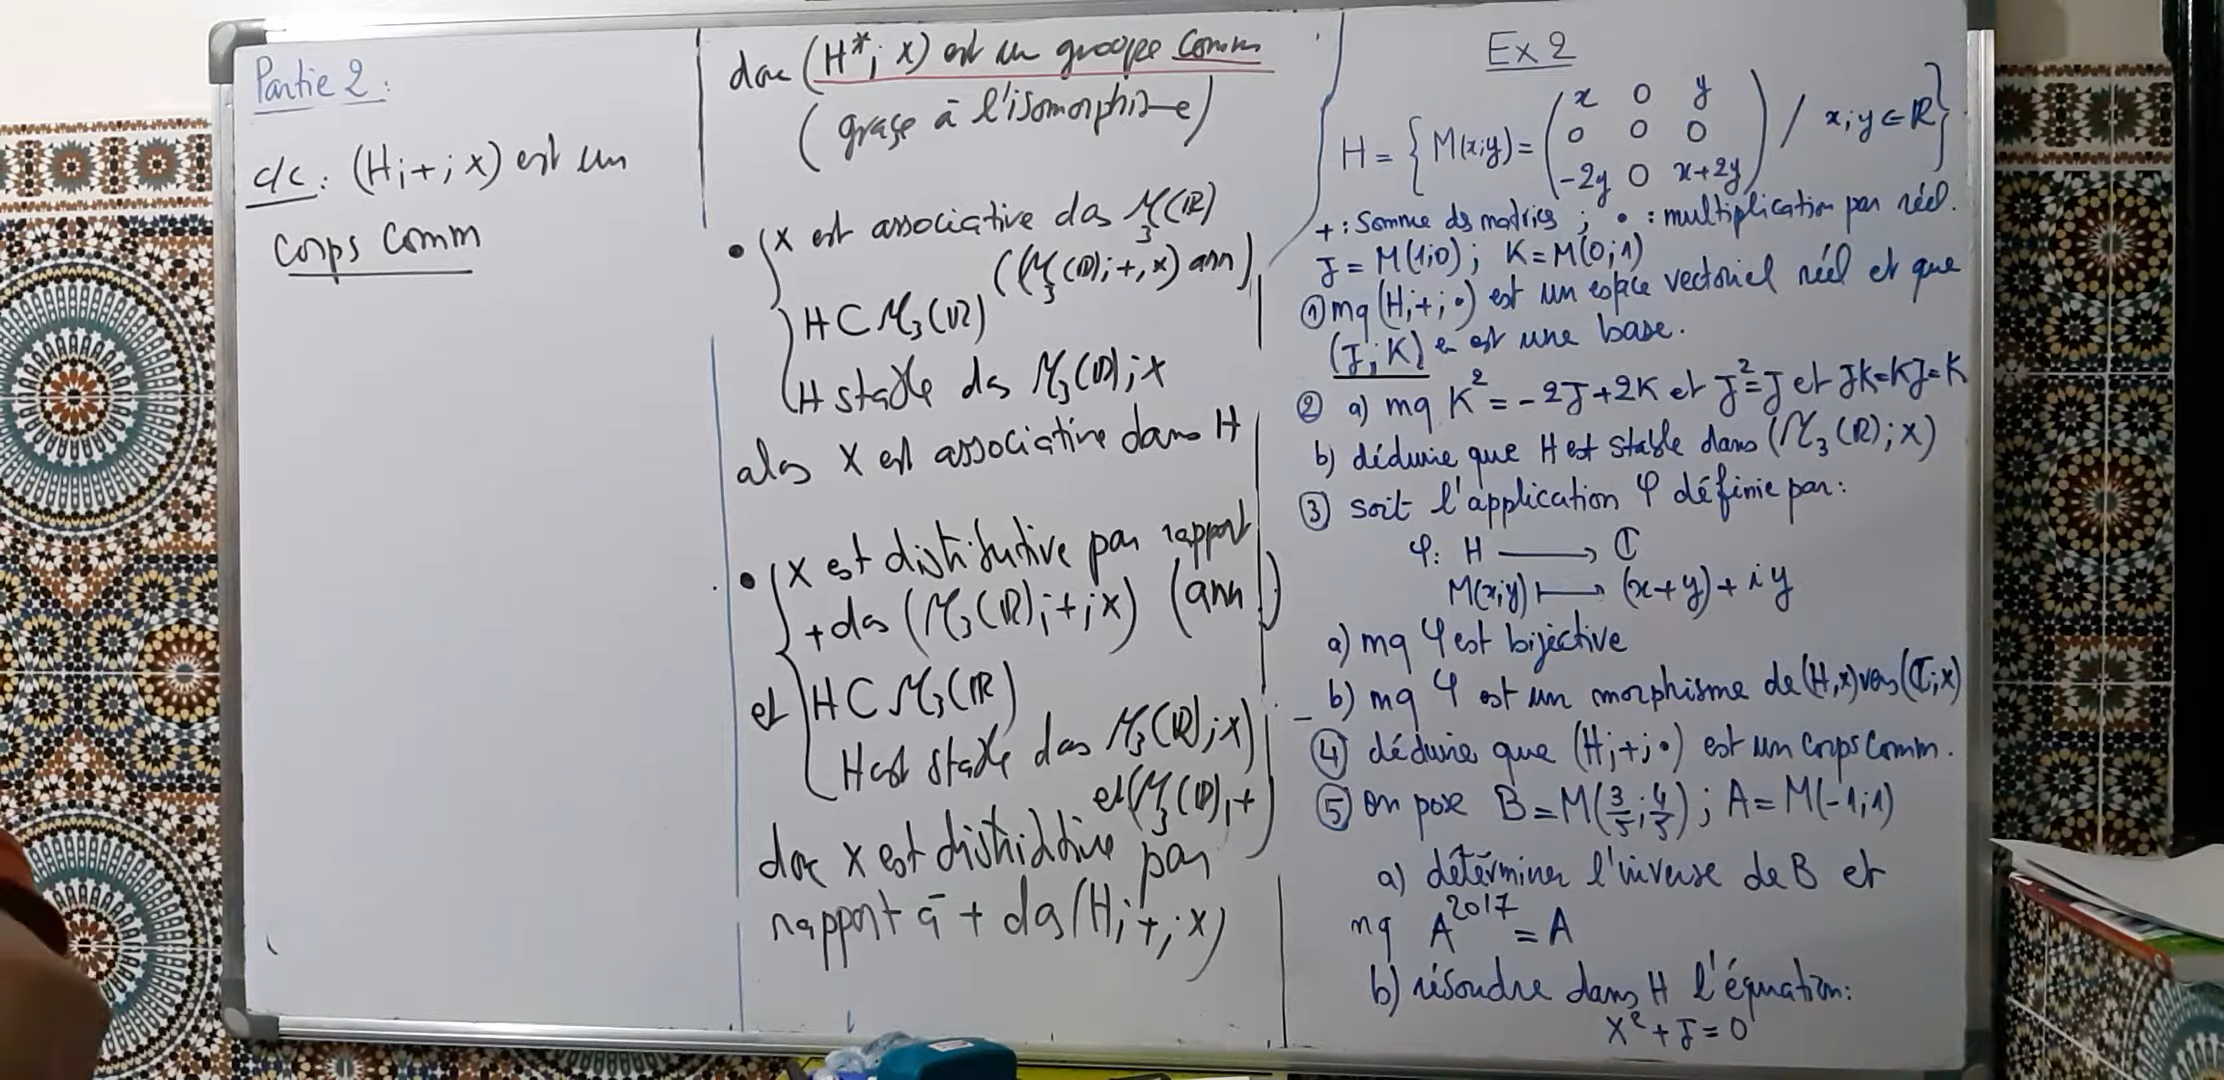 Partie 2 :
c/c : (H;+;×) est un
Corps Comm
donc (H*; ×) est un groupe Comm
(graçe à l'isomorphisme)
• { × est associative dans M₃(ℝ)
((M₃(ℝ);+,×) ann)
H ⊂ M₃(ℝ)
H stable ds M₃(ℝ);×
alors × est associative dans H
• { × est distributive par rapport
+ ds (M₃(ℝ);+;×) (ann)
et H ⊂ M₃(ℝ)
H est stable dans M₃(ℝ);×)
et (M₃(ℝ),+)
donc × est distributive par
rapport à + ds (H;+;×)
Ex 2
H = { M(x;y) = ( x 0 y
0 0 0
-2y 0 x+2y ) / x;y ∈ ℝ }
+ : Somme ds matrices ; • : multiplication par réel.
J = M(1;0) ; K = M(0;1)
① mq (H;+;•) est un espace vectoriel réel et que
(J;K) en est une base.
② a) mq K² = -2J+2K et J²=J et JK=KJ=K
b) déduire que H est stable dans (M₃(ℝ);×)
③ soit l'application φ définie par :
φ: H ⟶ ℂ
M(x;y) ⟼ (x+y)+iy
a) mq φ est bijective
b) mq φ est un morphisme de (H,×) vers (ℂ;×)
④ déduire que (H;+;•) est un corps Comm.
⑤ on pose B = M(3/5;4/5) ; A = M(-1;1)
a) déterminer l'inverse de B et
mq A²⁰¹⁷ = A
b) résoudre dans H l'équation :
X² + J = 0